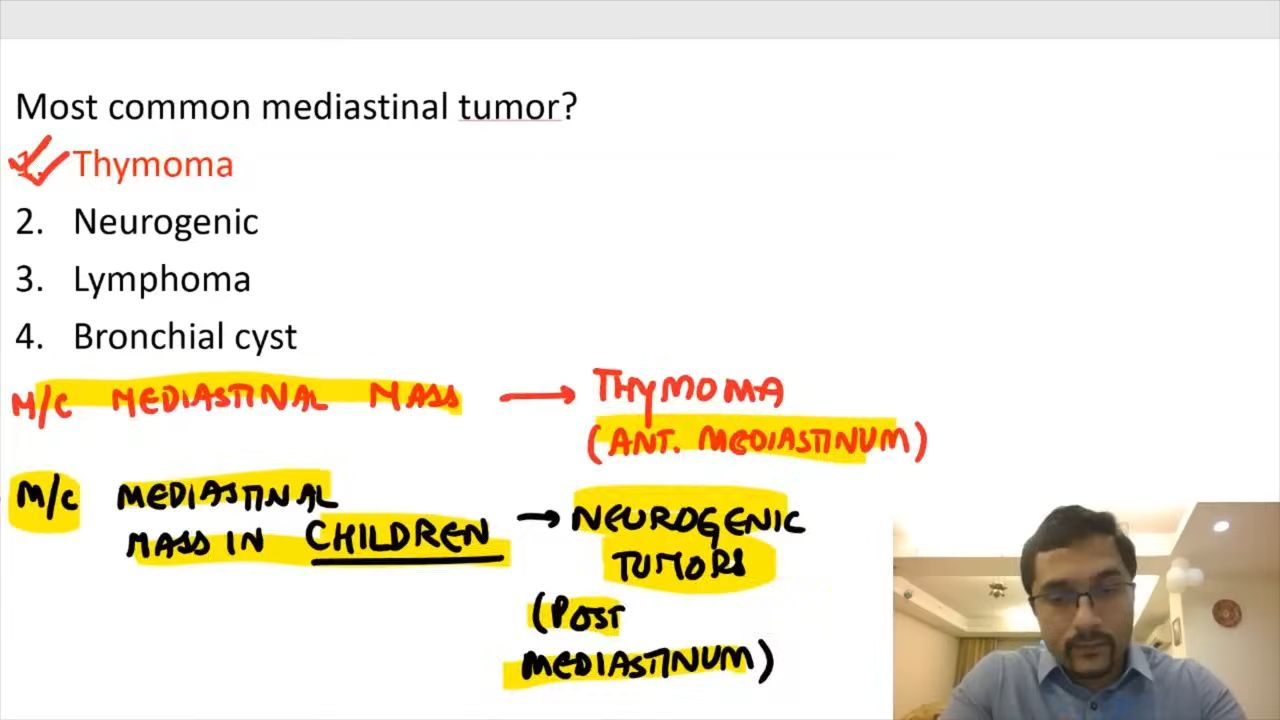 Most common mediastinal tumor?
1. Thymoma
2. Neurogenic
3. Lymphoma
4. Bronchial cyst
M/C MEDIASTINAL MASS → THYMOMA
(ANT. MEDIASTINUM)
M/C MEDIASTINAL
MASS IN CHILDREN → NEUROGENIC
TUMORS
(POST
MEDIASTINUM)